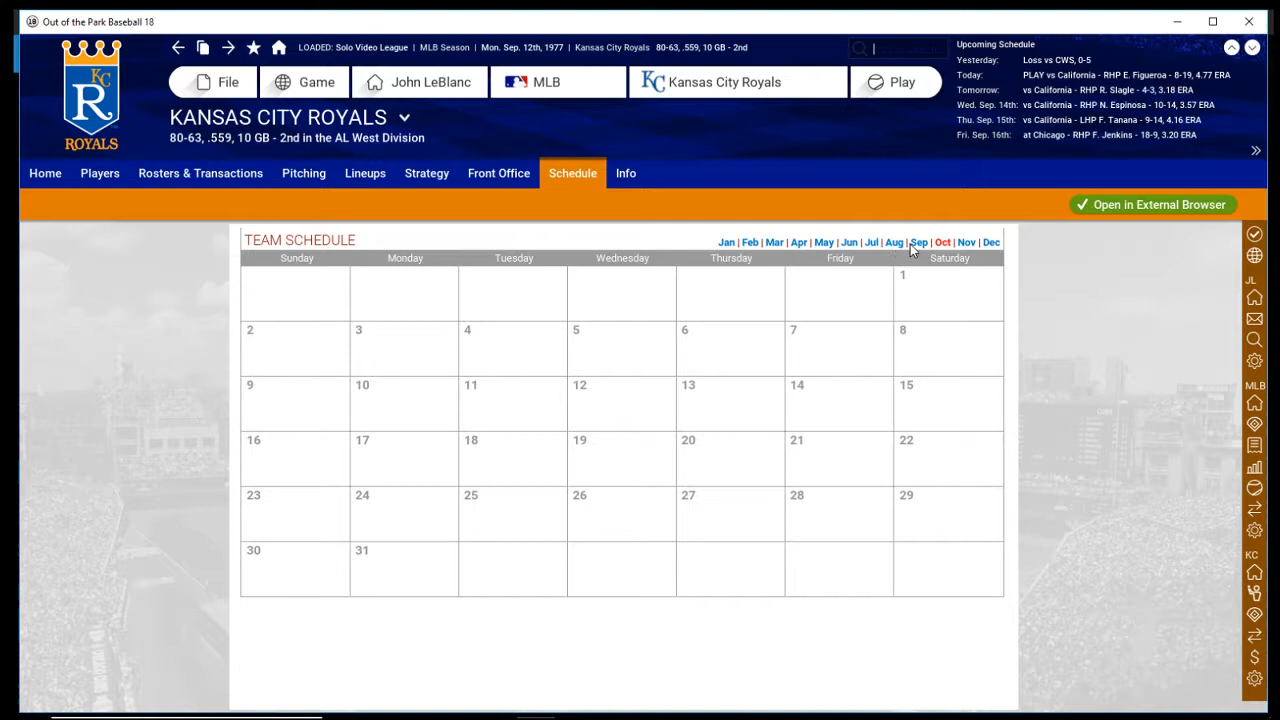 Out of the Park Baseball 18
LOADED: Solo Video League | MLB Season | Mon. Sep. 12th, 1977 | Kansas City Royals 80-63, .559, 10 GB - 2nd
File
Game
John LeBlanc
MLB
Kansas City Royals
Play
KC
R
ROYALS
KANSAS CITY ROYALS
80-63, .559, 10 GB - 2nd in the AL West Division
Upcoming Schedule
Yesterday: Loss vs CWS, 0-5
Today: PLAY vs California - RHP E. Figueroa - 8-19, 4.77 ERA
Tomorrow: vs California - RHP R. Slagle - 4-3, 3.18 ERA
Wed. Sep. 14th: vs California - RHP N. Espinosa - 10-14, 3.57 ERA
Thu. Sep. 15th: vs California - LHP F. Tanana - 9-14, 4.16 ERA
Fri. Sep. 16th: at Chicago - RHP F. Jenkins - 18-9, 3.20 ERA
Home Players Rosters & Transactions Pitching Lineups Strategy Front Office Schedule Info
Open in External Browser
TEAM SCHEDULE
Jan | Feb | Mar | Apr | May | Jun | Jul | Aug | Sep | Oct | Nov | Dec
Sunday Monday Tuesday Wednesday Thursday Friday Saturday
1
2 3 4 5 6 7 8
9 10 11 12 13 14 15
16 17 18 19 20 21 22
23 24 25 26 27 28 29
30 31
JL
MLB
KC